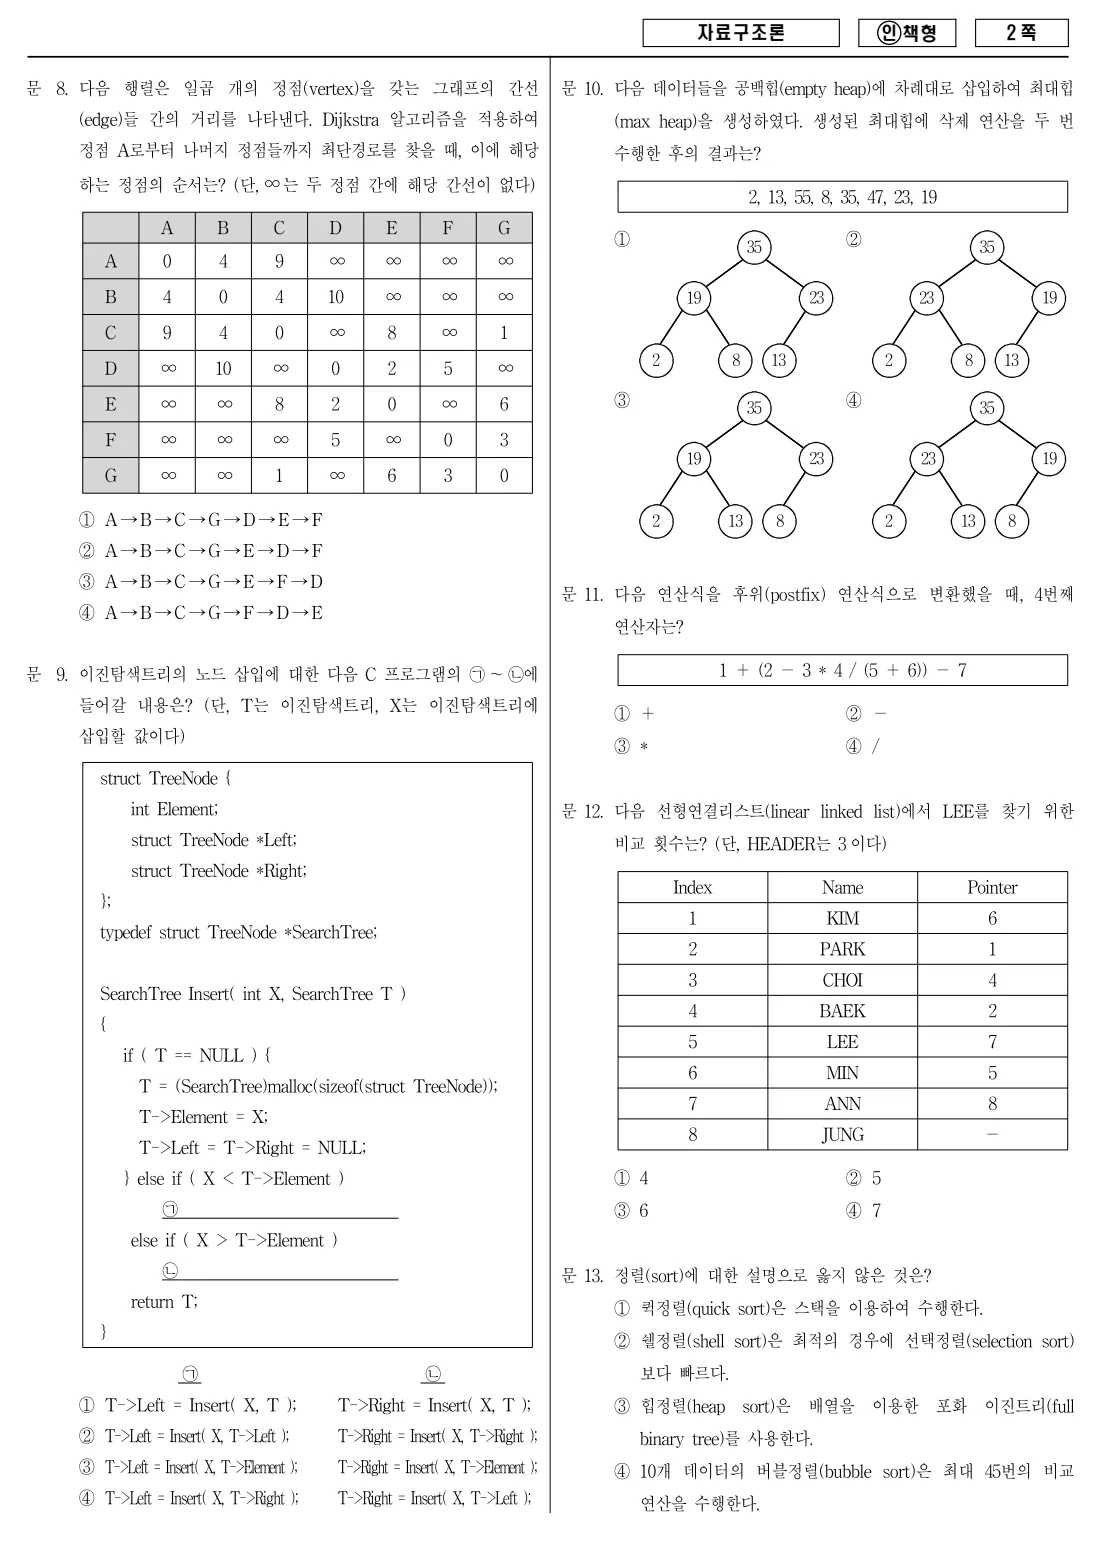 자료구조론
㉑책형
2 쪽
문 8. 다음 행렬은 일곱 개의 정점(vertex)을 갖는 그래프의 간선
(edge)들 간의 거리를 나타낸다. Dijkstra 알고리즘을 적용하여
정점 A로부터 나머지 정점들까지 최단경로를 찾을 때, 이에 해당
하는 정점의 순서는? (단, ∞는 두 정점 간에 해당 간선이 없다)
A B C D E F G
A 0 4 9 ∞ ∞ ∞ ∞
B 4 0 4 10 ∞ ∞ ∞
C 9 4 0 ∞ 8 ∞ 1
D ∞ 10 ∞ 0 2 5 ∞
E ∞ ∞ 8 2 0 ∞ 6
F ∞ ∞ ∞ 5 ∞ 0 3
G ∞ ∞ 1 ∞ 6 3 0
① A→B→C→G→D→E→F
② A→B→C→G→E→D→F
③ A→B→C→G→E→F→D
④ A→B→C→G→F→D→E
문 9. 이진탐색트리의 노드 삽입에 대한 다음 C 프로그램의 ㉠ ~ ㉡에
들어갈 내용은? (단, T는 이진탐색트리, X는 이진탐색트리에
삽입할 값이다)
struct TreeNode {
int Element;
struct TreeNode *Left;
struct TreeNode *Right;
};
typedef struct TreeNode *SearchTree;
SearchTree Insert( int X, SearchTree T )
{
if ( T == NULL ) {
T = (SearchTree)malloc(sizeof(struct TreeNode));
T->Element = X;
T->Left = T->Right = NULL;
} else if ( X < T->Element )
㉠
else if ( X > T->Element )
㉡
return T;
}
㉠ ㉡
① T->Left = Insert( X, T ); T->Right = Insert( X, T );
② T->Left = Insert( X, T->Left ); T->Right = Insert( X, T->Right );
③ T->Left = Insert( X, T->Element ); T->Right = Insert( X, T->Element );
④ T->Left = Insert( X, T->Right ); T->Right = Insert( X, T->Left );
문 10. 다음 데이터들을 공백힙(empty heap)에 차례대로 삽입하여 최대힙
(max heap)을 생성하였다. 생성된 최대힙에 삭제 연산을 두 번
수행한 후의 결과는?
2, 13, 55, 8, 35, 47, 23, 19
① ②
35 35
19 23 23 19
2 8 13 2 8 13
③ ④
35 35
19 23 23 19
2 13 8 2 13 8
문 11. 다음 연산식을 후위(postfix) 연산식으로 변환했을 때, 4번째
연산자는?
1 + (2 - 3 * 4 / (5 + 6)) - 7
① + ② -
③ * ④ /
문 12. 다음 선형연결리스트(linear linked list)에서 LEE를 찾기 위한
비교 횟수는? (단, HEADER는 3이다)
Index Name Pointer
1 KIM 6
2 PARK 1
3 CHOI 4
4 BAEK 2
5 LEE 7
6 MIN 5
7 ANN 8
8 JUNG -
① 4 ② 5
③ 6 ④ 7
문 13. 정렬(sort)에 대한 설명으로 옳지 않은 것은?
① 퀵정렬(quick sort)은 스택을 이용하여 수행한다.
② 쉘정렬(shell sort)은 최적의 경우에 선택정렬(selection sort)
보다 빠르다.
③ 힙정렬(heap sort)은 배열을 이용한 포화 이진트리(full
binary tree)를 사용한다.
④ 10개 데이터의 버블정렬(bubble sort)은 최대 45번의 비교
연산을 수행한다.